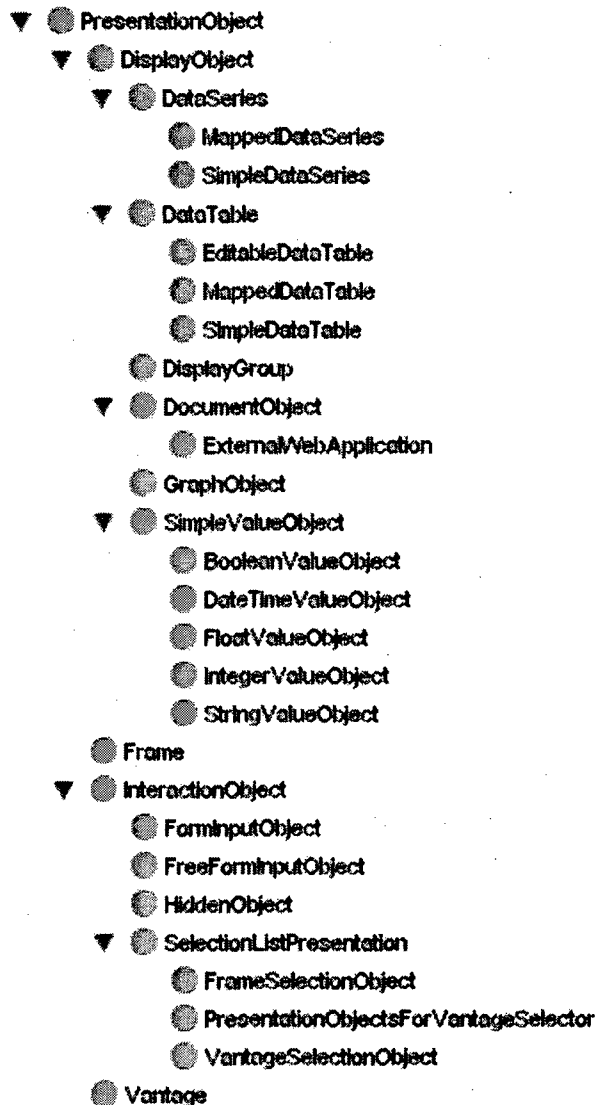 PresentationObject
DisplayObject
DataSeries
MappedDataSeries
SimpleDataSeries
DataTable
EditableDataTable
MappedDataTable
SimpleDataTable
DisplayGroup
DocumentObject
ExternalWebApplication
GraphObject
SimpleValueObject
BooleanValueObject
DateTimeValueObject
FloatValueObject
IntegerValueObject
StringValueObject
Frame
InteractionObject
FormInputObject
FreeFormInputObject
HiddenObject
SelectionListPresentation
FrameSelectionObject
PresentationObjectsForVantageSelector
VantageSelectionObject
Vantage